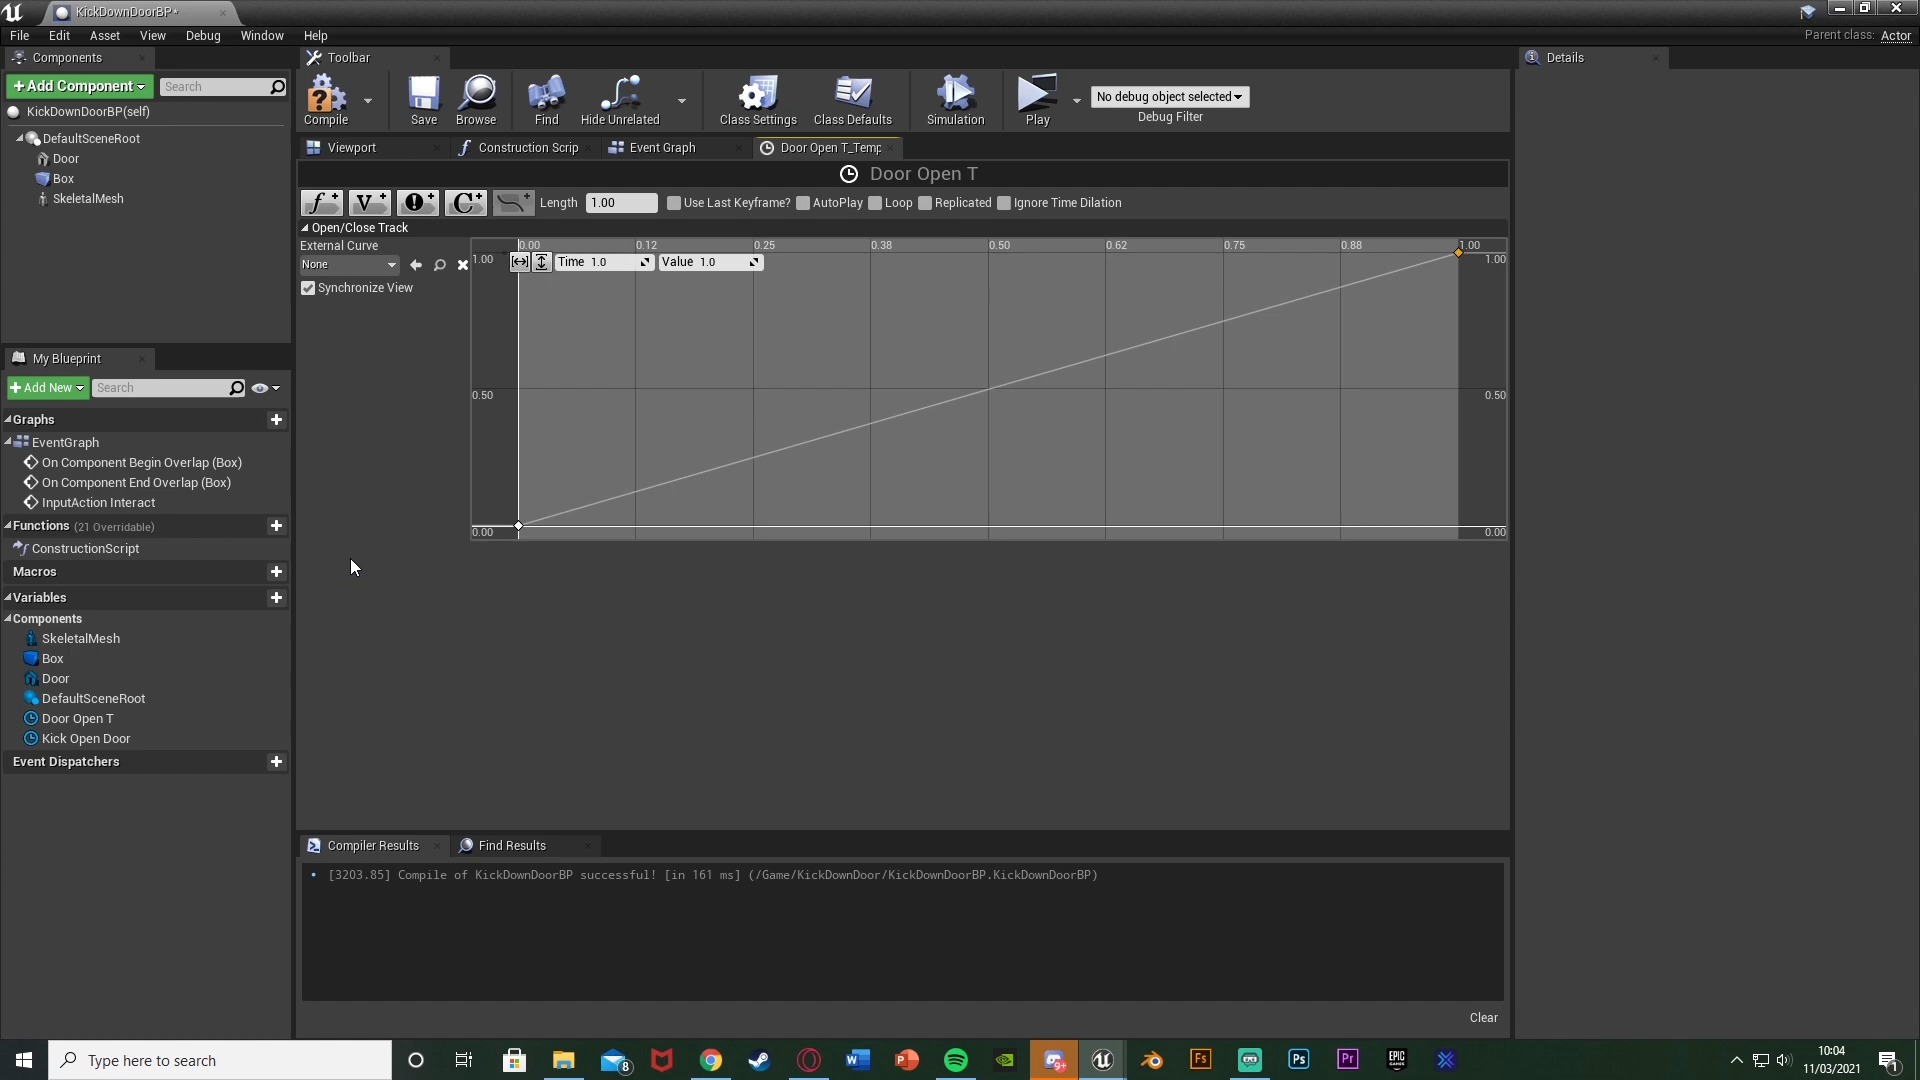 KickDownDoorBP*
File Edit Asset View Debug Window Help
Parent class: Actor
Components
+Add Component
Search
KickDownDoorBP(self)
DefaultSceneRoot
Door
Box
SkeletalMesh
Toolbar
Compile
Save
Browse
Find
Hide Unrelated
Class Settings
Class Defaults
Simulation
Play
No debug object selected
Debug Filter
Details
Viewport
Construction Scrip
Event Graph
Door Open T_Temp
Door Open T
Length 1.00 Use Last Keyframe? AutoPlay Loop Replicated Ignore Time Dilation
Open/Close Track
External Curve
None
Synchronize View
0.00 0.12 0.25 0.38 0.50 0.62 0.75 0.88 1.00
1.00 Time 1.0 Value 1.0 1.00
0.50 0.50
0.00 0.00
My Blueprint
+Add New
Search
Graphs
EventGraph
On Component Begin Overlap (Box)
On Component End Overlap (Box)
InputAction Interact
Functions (21 Overridable)
ConstructionScript
Macros
Variables
Components
SkeletalMesh
Box
Door
DefaultSceneRoot
Door Open T
Kick Open Door
Event Dispatchers
Compiler Results
Find Results
[3203.85] Compile of KickDownDoorBP successful! [in 161 ms] (/Game/KickDownDoor/KickDownDoorBP.KickDownDoorBP)
Clear
Type here to search
8
9+
Fs
Ps
Pr
EPIC GAMES
10:04
11/03/2021
1